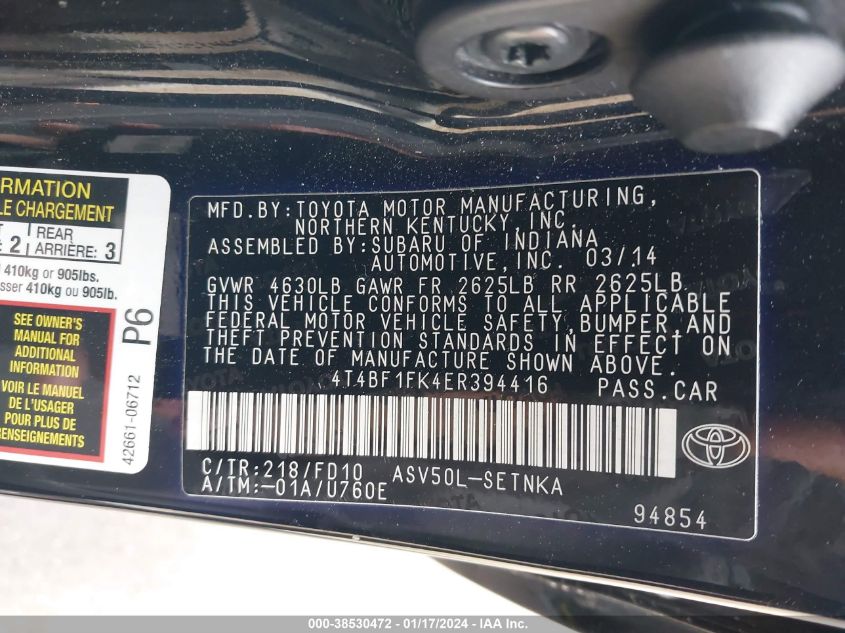 ORMATION
LE CHARGEMENT
2 REAR
ARRIÈRE: 3
410kg or 905lbs.
sser 410kg ou 905lb.
SEE OWNER'S
MANUAL FOR
ADDITIONAL
INFORMATION
VOIR LE MANUEL
DE L'USAGER
POUR PLUS DE
RENSEIGNEMENTS
P6
42661-06712
MFD.BY:TOYOTA MOTOR MANUFACTURING,
NORTHERN KENTUCKY,INC.
ASSEMBLED BY:SUBARU OF INDIANA
AUTOMOTIVE,INC. 03/14
GVWR 4630LB GAWR FR 2625LB RR 2625LB
THIS VEHICLE CONFORMS TO ALL APPLICABLE
FEDERAL MOTOR VEHICLE SAFETY,BUMPER,AND
THEFT PREVENTION STANDARDS IN EFFECT ON
THE DATE OF MANUFACTURE SHOWN ABOVE.
4T4BF1FK4ER394416 PASS.CAR
C/TR:218/FD10 ASV50L-SETNKA
A/TM:-01A/U760E
94854
000-38530472 - 01/17/2024 - IAA Inc.